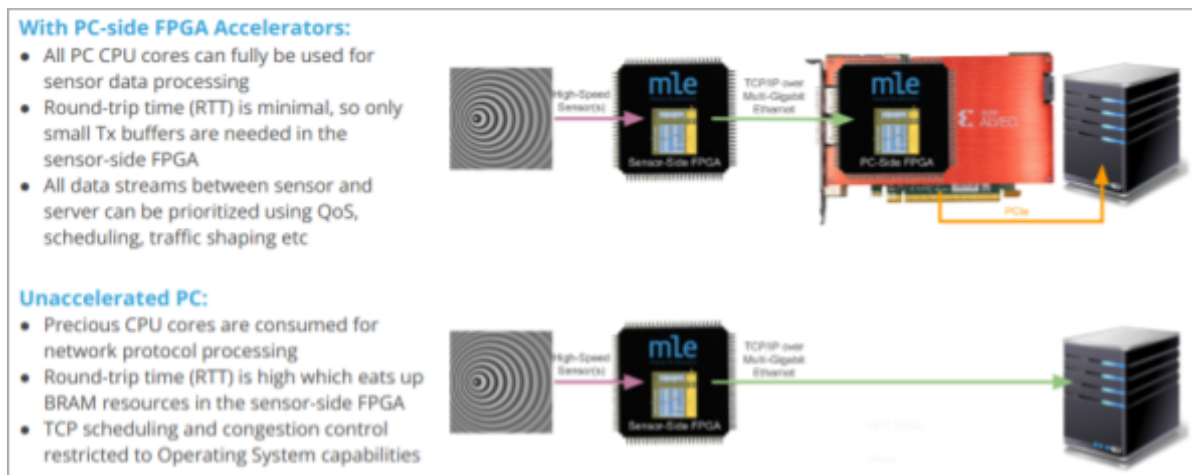 With PC-side FPGA Accelerators:
● All PC CPU cores can fully be used for
sensor data processing
● Round-trip time (RTT) is minimal, so only
small Tx buffers are needed in the
sensor-side FPGA
● All data streams between sensor and
server can be prioritized using QoS,
scheduling, traffic shaping etc
High-Speed
Sensor(s)
mle
Sensor-Side FPGA
TCP/IP over
Multi-Gigabit
Ethernet
mle
PC-Side FPGA
ALVEO
PCIe
Unaccelerated PC:
● Precious CPU cores are consumed for
network protocol processing
● Round-trip time (RTT) is high which eats up
BRAM resources in the sensor-side FPGA
● TCP scheduling and congestion control
restricted to Operating System capabilities
High-Speed
Sensor(s)
mle
Sensor-Side FPGA
TCP/IP over
Multi-Gigabit
Ethernet